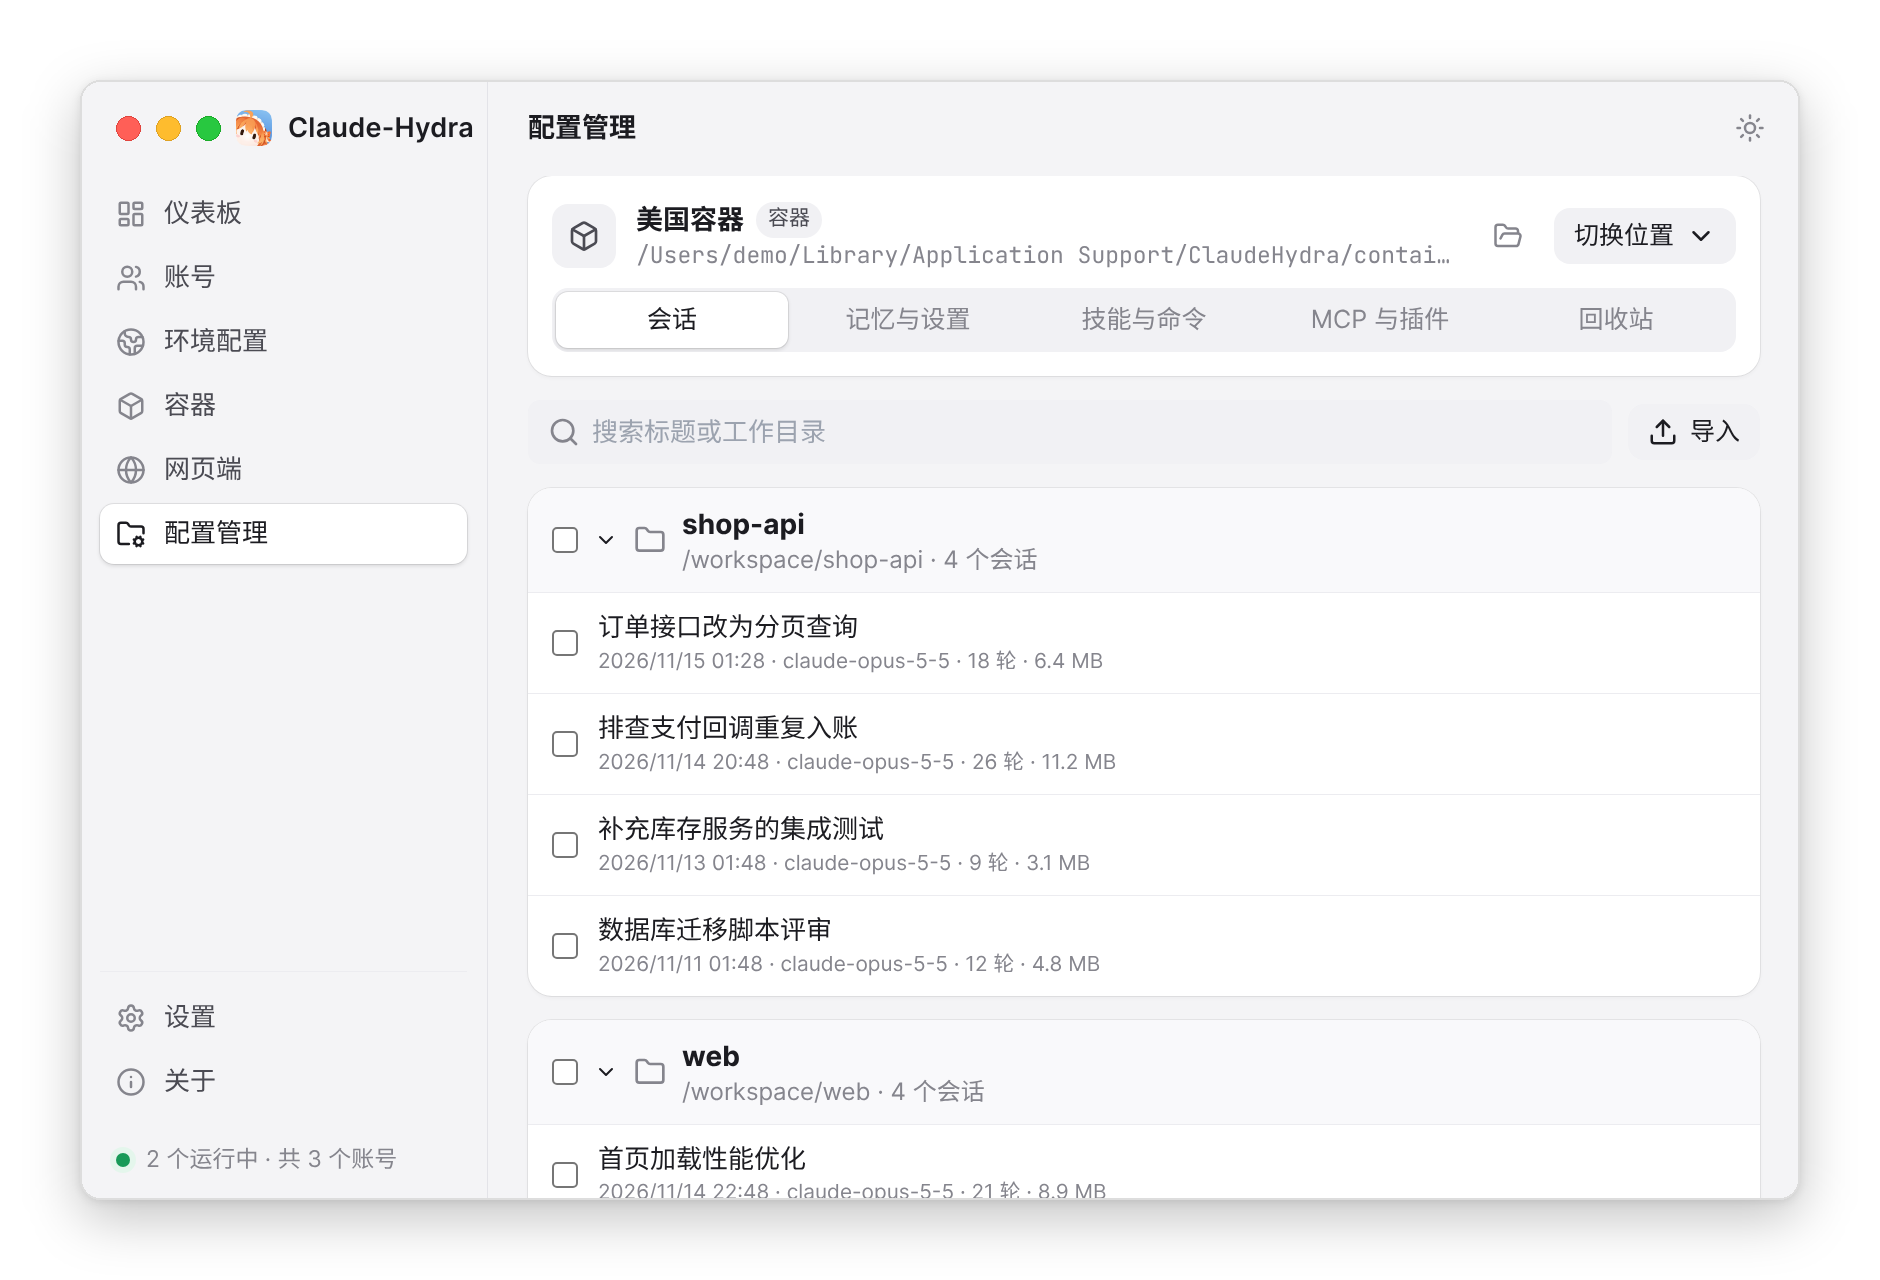 Claude-Hydra
仪表板
账号
环境配置
容器
网页端
配置管理
设置
关于
2 个运行中 · 共 3 个账号
配置管理
美国容器 容器
/Users/demo/Library/Application Support/ClaudeHydra/contai…
切换位置
会话 记忆与设置 技能与命令 MCP 与插件 回收站
搜索标题或工作目录
导入
shop-api
/workspace/shop-api · 4 个会话
订单接口改为分页查询
2026/11/15 01:28 · claude-opus-5-5 · 18 轮 · 6.4 MB
排查支付回调重复入账
2026/11/14 20:48 · claude-opus-5-5 · 26 轮 · 11.2 MB
补充库存服务的集成测试
2026/11/13 01:48 · claude-opus-5-5 · 9 轮 · 3.1 MB
数据库迁移脚本评审
2026/11/11 01:48 · claude-opus-5-5 · 12 轮 · 4.8 MB
web
/workspace/web · 4 个会话
首页加载性能优化
2026/11/14 22:48 · claude-opus-5-5 · 21 轮 · 8.9 MB